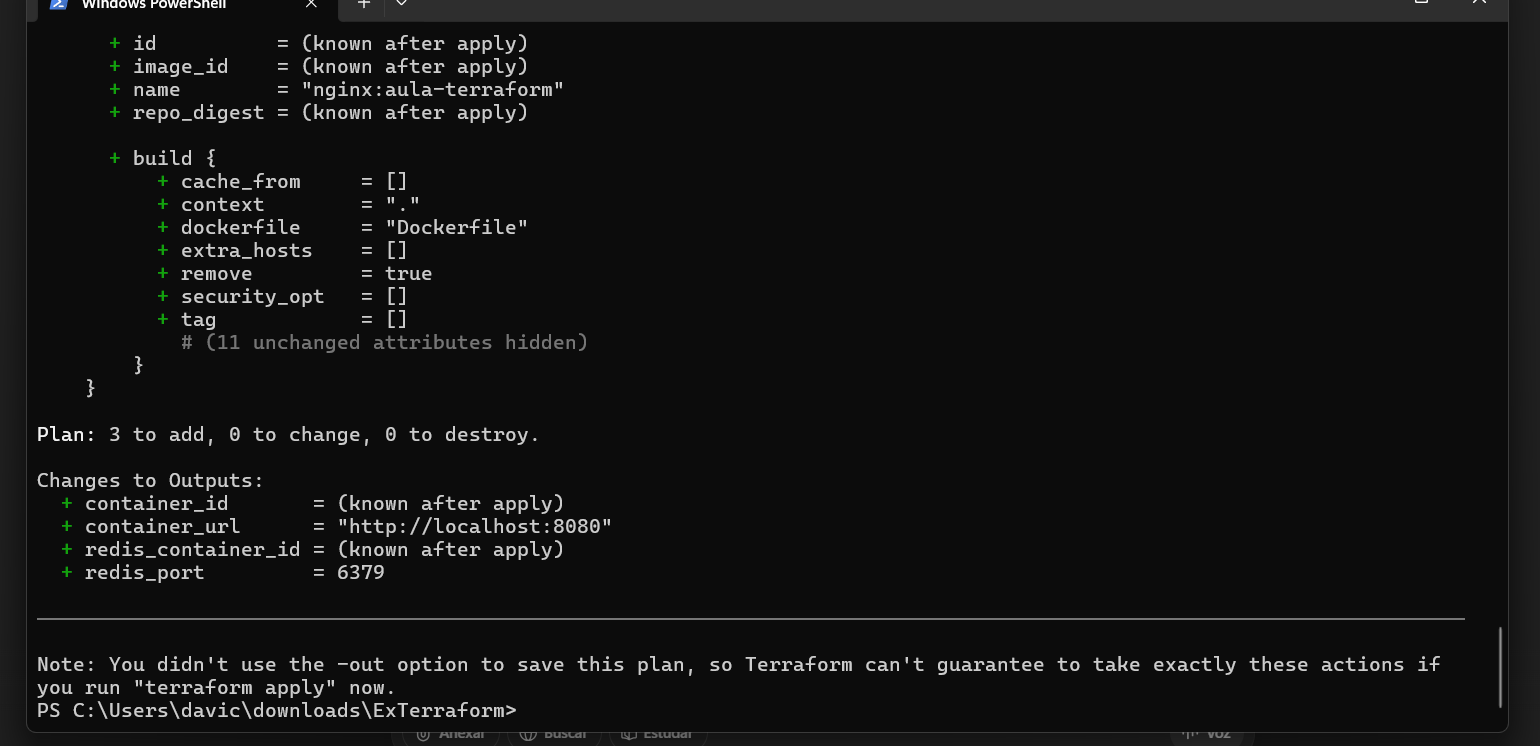 Windows PowerShell
+ id = (known after apply)
+ image_id = (known after apply)
+ name = "nginx:aula-terraform"
+ repo_digest = (known after apply)
+ build {
+ cache_from = []
+ context = "."
+ dockerfile = "Dockerfile"
+ extra_hosts = []
+ remove = true
+ security_opt = []
+ tag = []
# (11 unchanged attributes hidden)
}
}
Plan: 3 to add, 0 to change, 0 to destroy.
Changes to Outputs:
+ container_id = (known after apply)
+ container_url = "http://localhost:8080"
+ redis_container_id = (known after apply)
+ redis_port = 6379
Note: You didn't use the -out option to save this plan, so Terraform can't guarantee to take exactly these actions if
you run "terraform apply" now.
PS C:\Users\davic\downloads\ExTerraform>
Anexar Buscar Estudar Voz